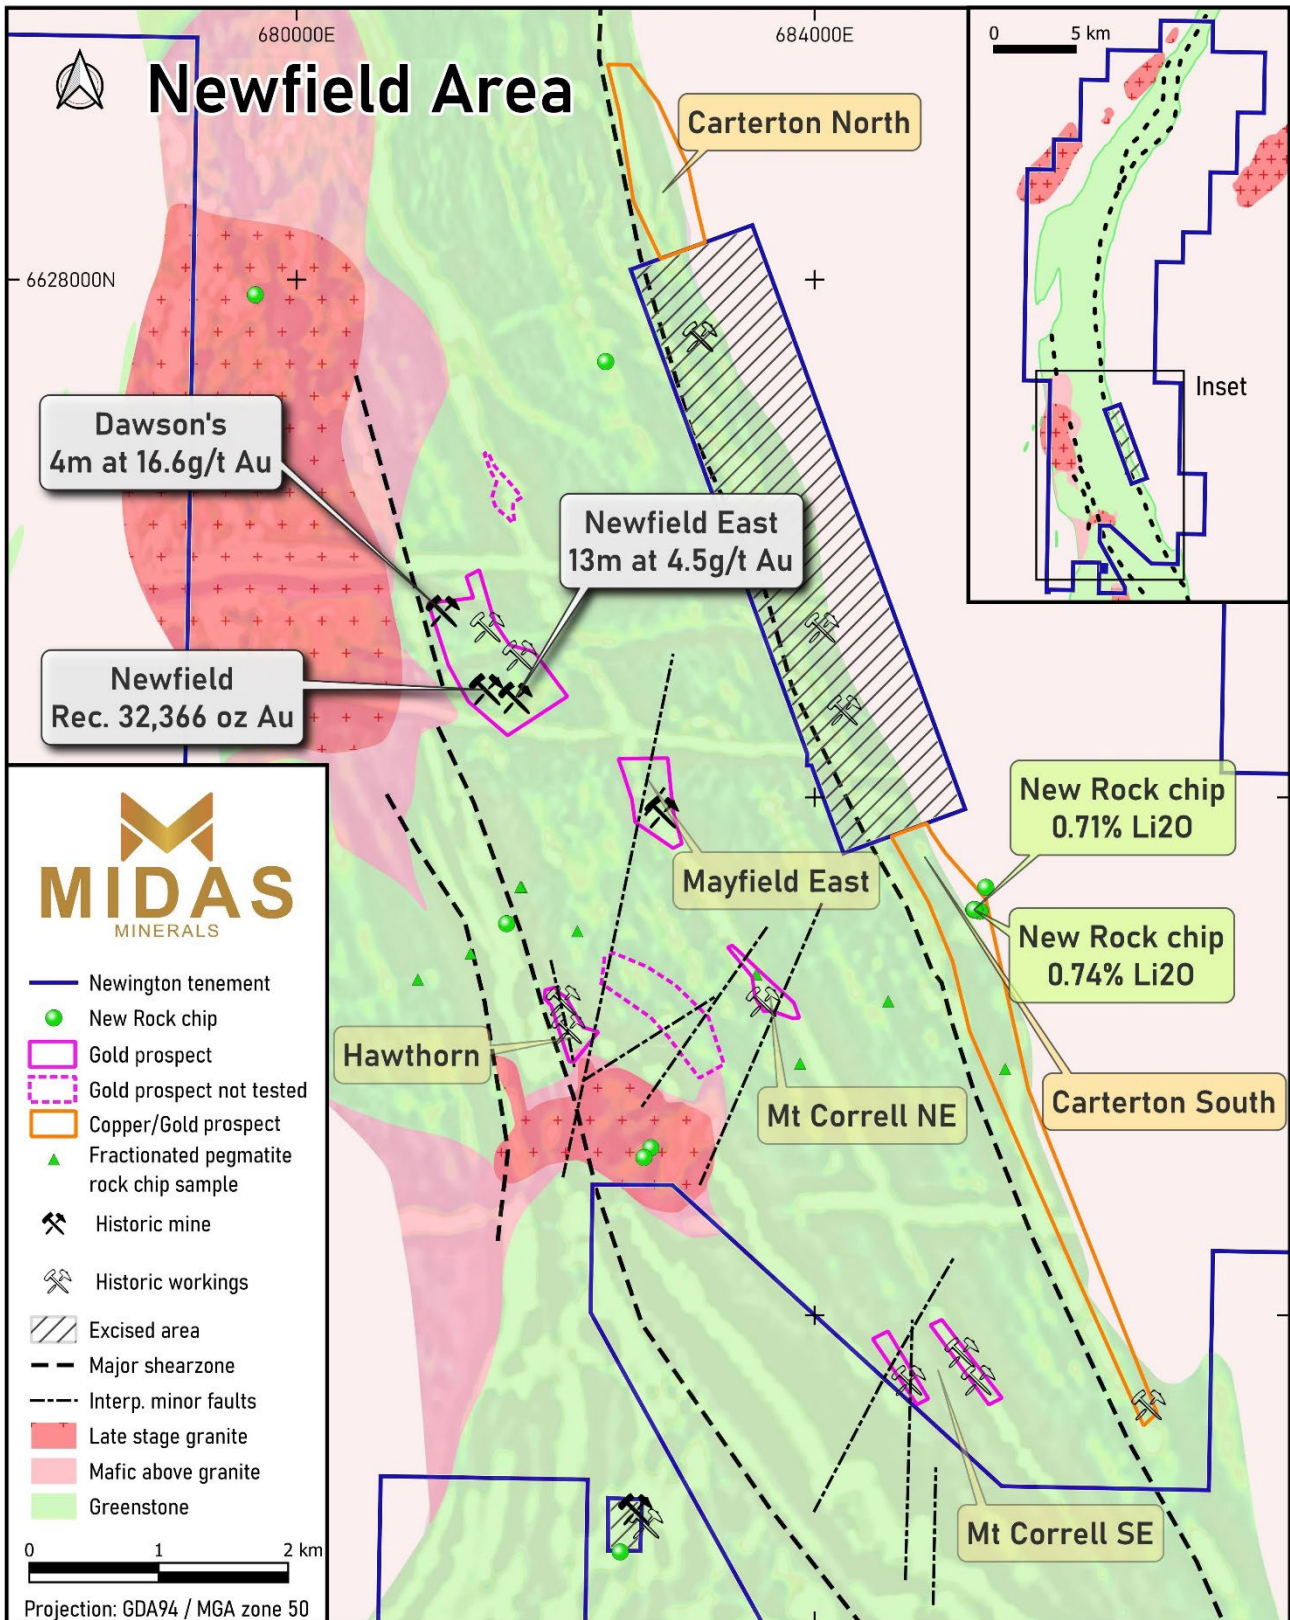 680000E
684000E
Newfield Area
0 5 km
Carterton North
6628000N
Inset
Dawson's
4m at 16.6g/t Au
Newfield East
13m at 4.5g/t Au
Newfield
Rec. 32,366 oz Au
New Rock chip
0.71% Li2O
Mayfield East
New Rock chip
0.74% Li2O
Hawthorn
Mt Correll NE
Carterton South
Mt Correll SE
MIDAS
MINERALS
Newington tenement
New Rock chip
Gold prospect
Gold prospect not tested
Copper/Gold prospect
Fractionated pegmatite
rock chip sample
Historic mine
Historic workings
Excised area
Major shearzone
Interp. minor faults
Late stage granite
Mafic above granite
Greenstone
0 1 2 km
Projection: GDA94 / MGA zone 50